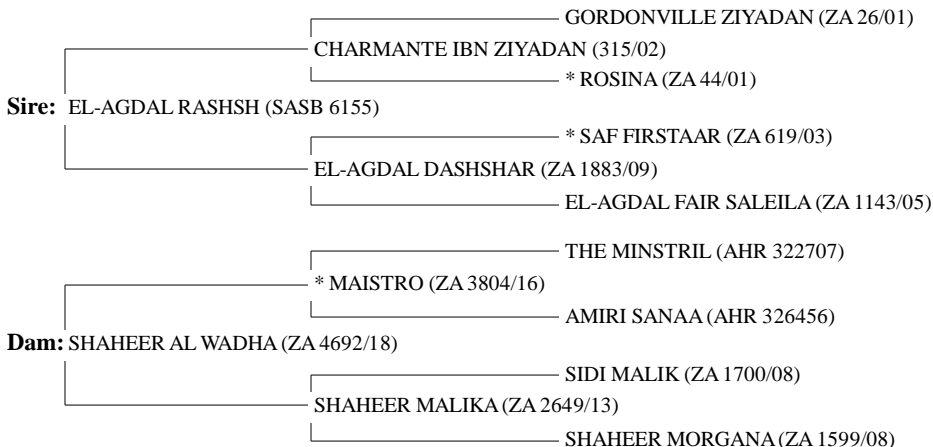 GORDONVILLE ZIYADAN (ZA 26/01)
CHARMANTE IBN ZIYADAN (315/02)
* ROSINA (ZA 44/01)
Sire: EL-AGDAL RASHSH (SASB 6155)
* SAF FIRSTAAR (ZA 619/03)
EL-AGDAL DASHSHAR (ZA 1883/09)
EL-AGDAL FAIR SALEILA (ZA 1143/05)
THE MINSTRIL (AHR 322707)
* MAISTRO (ZA 3804/16)
AMIRI SANAA (AHR 326456)
Dam: SHAHEER AL WADHA (ZA 4692/18)
SIDI MALIK (ZA 1700/08)
SHAHEER MALIKA (ZA 2649/13)
SHAHEER MORGANA (ZA 1599/08)